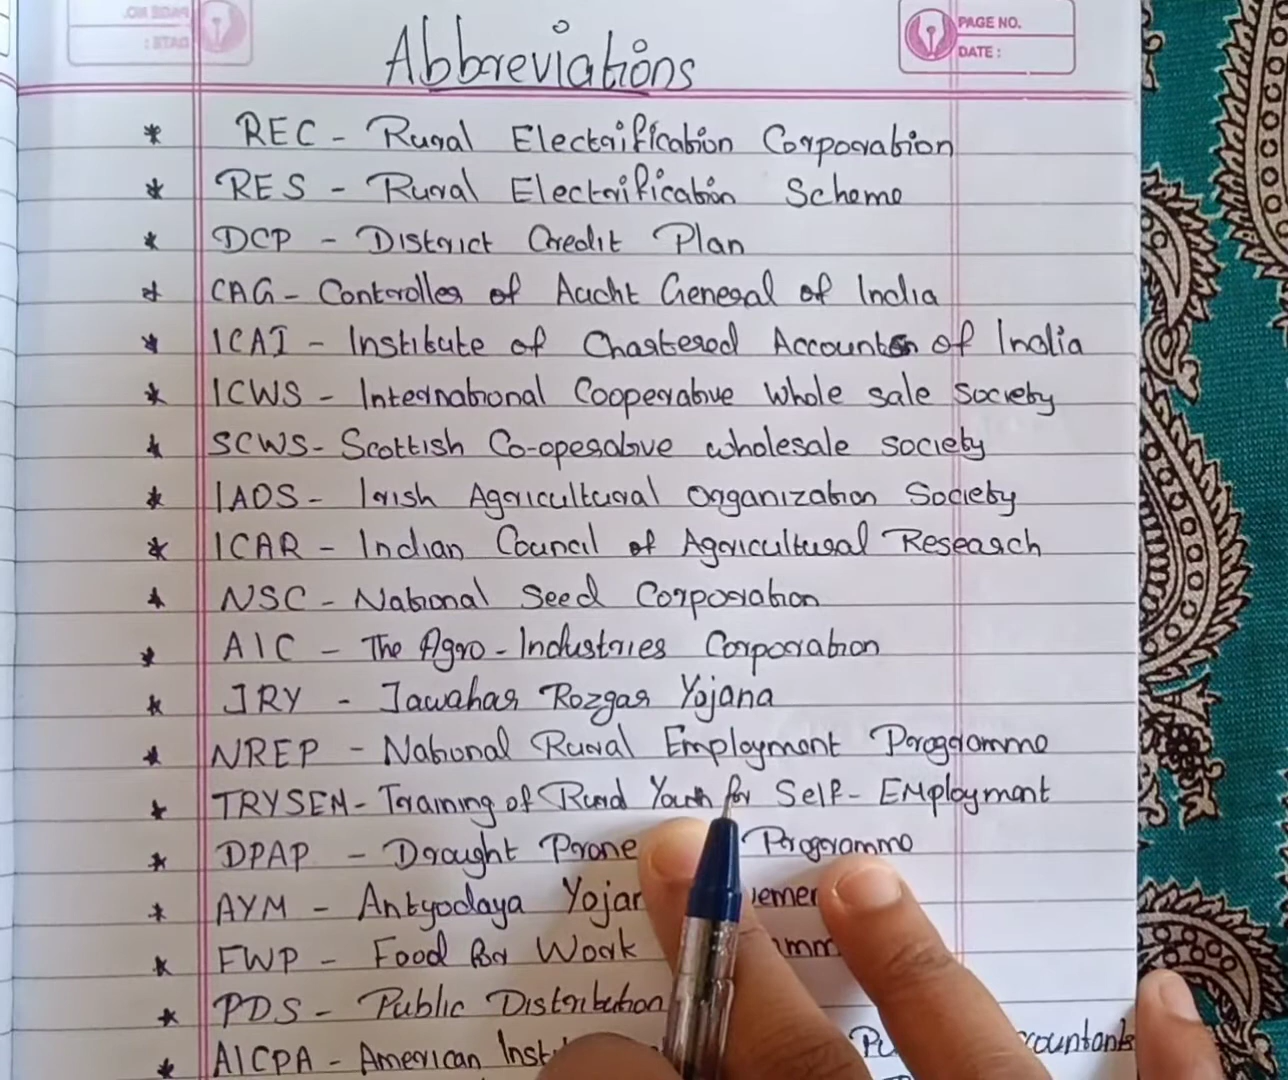 PAGE NO.
DATE :
Abbreviations
* REC - Rural Electrification Corporation
* RES - Rural Electrification Scheme
* DCP - District Credit Plan
* CAG - Controller of Aucht General of India
* ICAI - Institute of Chartered Accounts of India
* ICWS - International Cooperative Whole sale Society
* SCWS - Scottish Co-operative wholesale society
* IAOS - Irish Agricultural Organization Society
* ICAR - Indian Council of Agricultural Research
* NSC - National Seed Corporation
* AIC - The Agro - Industries Corporation
* JRY - Jawahar Rozgar Yojana
* NREP - National Rural Employment Programme
* TRYSEM - Training of Rural Youth for Self - Employment
* DPAP - Drought Prone Programme
* AYM - Antyodaya Yojan
* FWP - Food for Work
* PDS - Public Distribution
* AICPA - American Inst